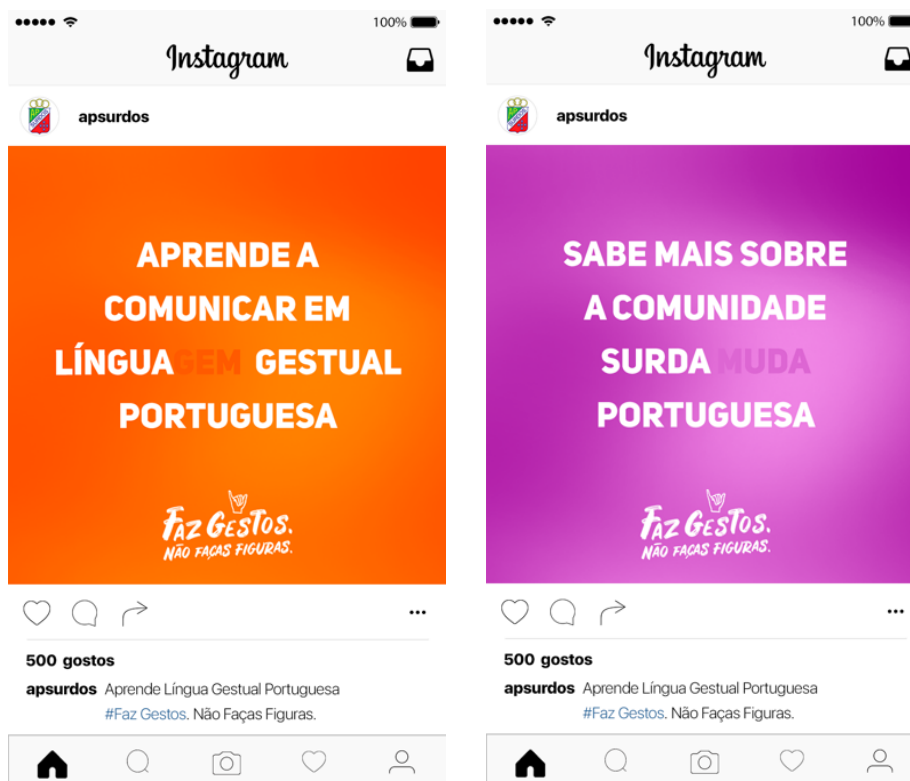 100%
Instagram
apsurdos
APRENDE A
COMUNICAR EM
LÍNGUAGEM GESTUAL
PORTUGUESA
FAZ GESTOS.
NÃO FAÇAS FIGURAS.
500 gostos
apsurdos Aprende Língua Gestual Portuguesa
#Faz Gestos. Não Faças Figuras.
100%
Instagram
apsurdos
SABE MAIS SOBRE
A COMUNIDADE
SURDA MUDA
PORTUGUESA
FAZ GESTOS.
NÃO FAÇAS FIGURAS.
500 gostos
apsurdos Aprende Língua Gestual Portuguesa
#Faz Gestos. Não Faças Figuras.